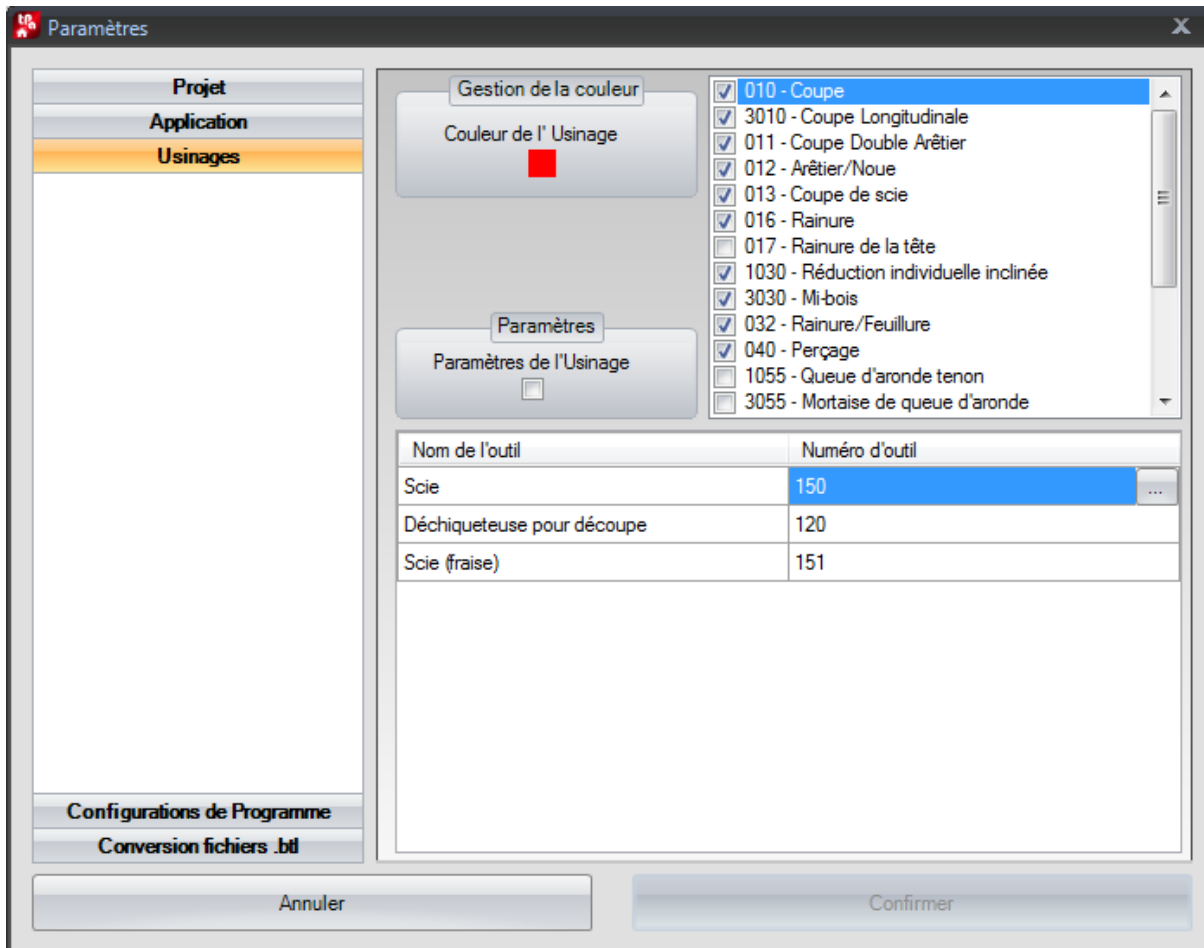 Paramètres
X
Projet
Application
Usinages
Configurations de Programme
Conversion fichiers .btl
Gestion de la couleur
Couleur de l' Usinage
Paramètres
Paramètres de l'Usinage
010 - Coupe
3010 - Coupe Longitudinale
011 - Coupe Double Arêtier
012 - Arêtier/Noue
013 - Coupe de scie
016 - Rainure
017 - Rainure de la tête
1030 - Réduction individuelle inclinée
3030 - Mi-bois
032 - Rainure/Feuillure
040 - Perçage
1055 - Queue d'aronde tenon
3055 - Mortaise de queue d'aronde
Nom de l'outil Numéro d'outil
Scie 150 ...
Déchiqueteuse pour découpe 120
Scie (fraise) 151
Annuler Confirmer